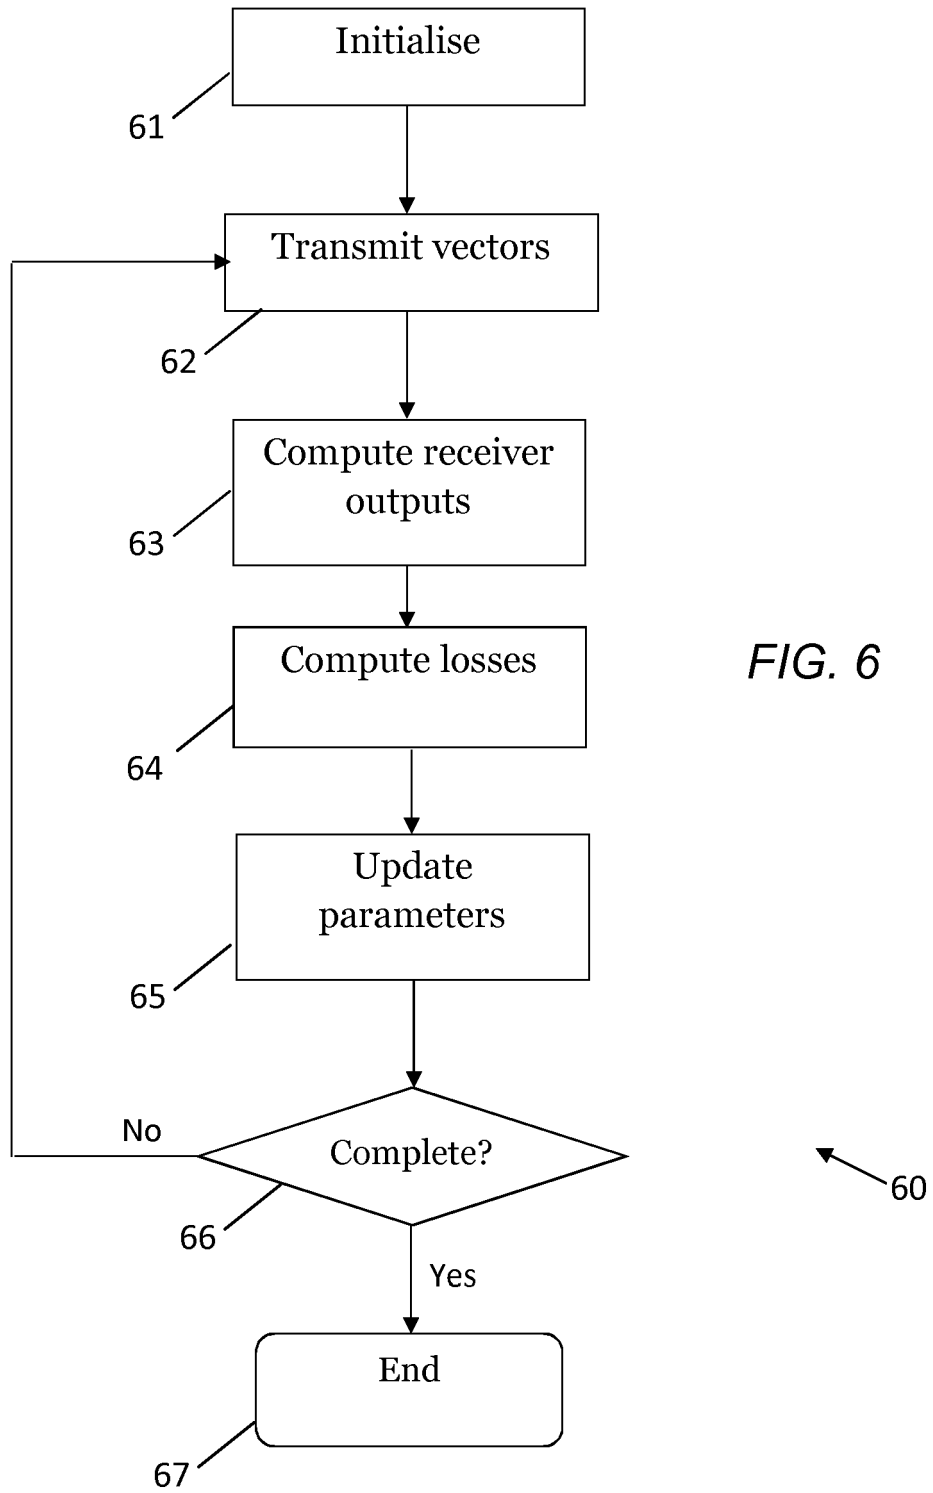 Initialise
61
Transmit vectors
62
Compute receiver
outputs
63
Compute losses
FIG. 6
64
Update
parameters
65
No
Complete?
60
66
Yes
End
67